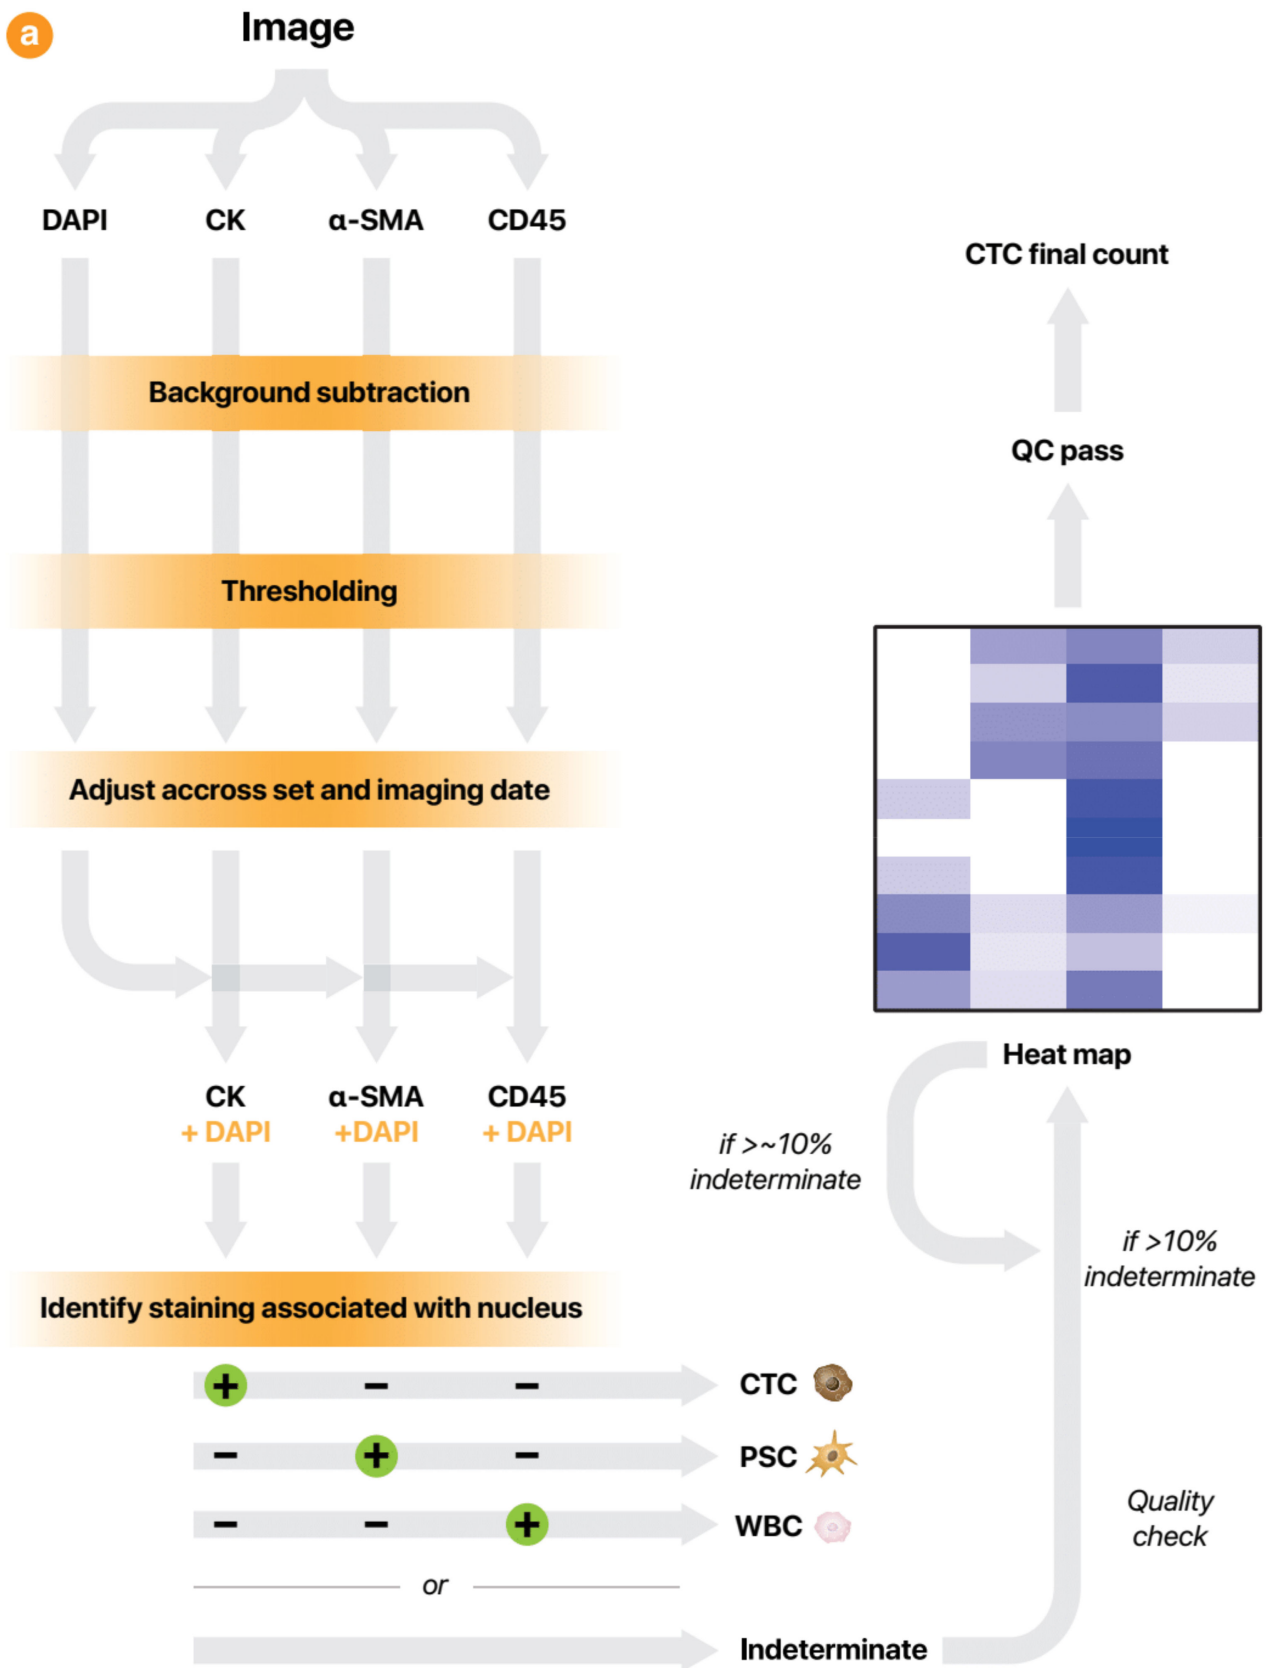 a
Image
DAPI
CK
α-SMA
CD45
Background subtraction
Thresholding
Adjust accross set and imaging date
CK
+ DAPI
α-SMA
+DAPI
CD45
+ DAPI
Identify staining associated with nucleus
+ − − CTC
− + − PSC
− − + WBC
or
Indeterminate
CTC final count
QC pass
Heat map
if >~10%
indeterminate
if >10%
indeterminate
Quality
check